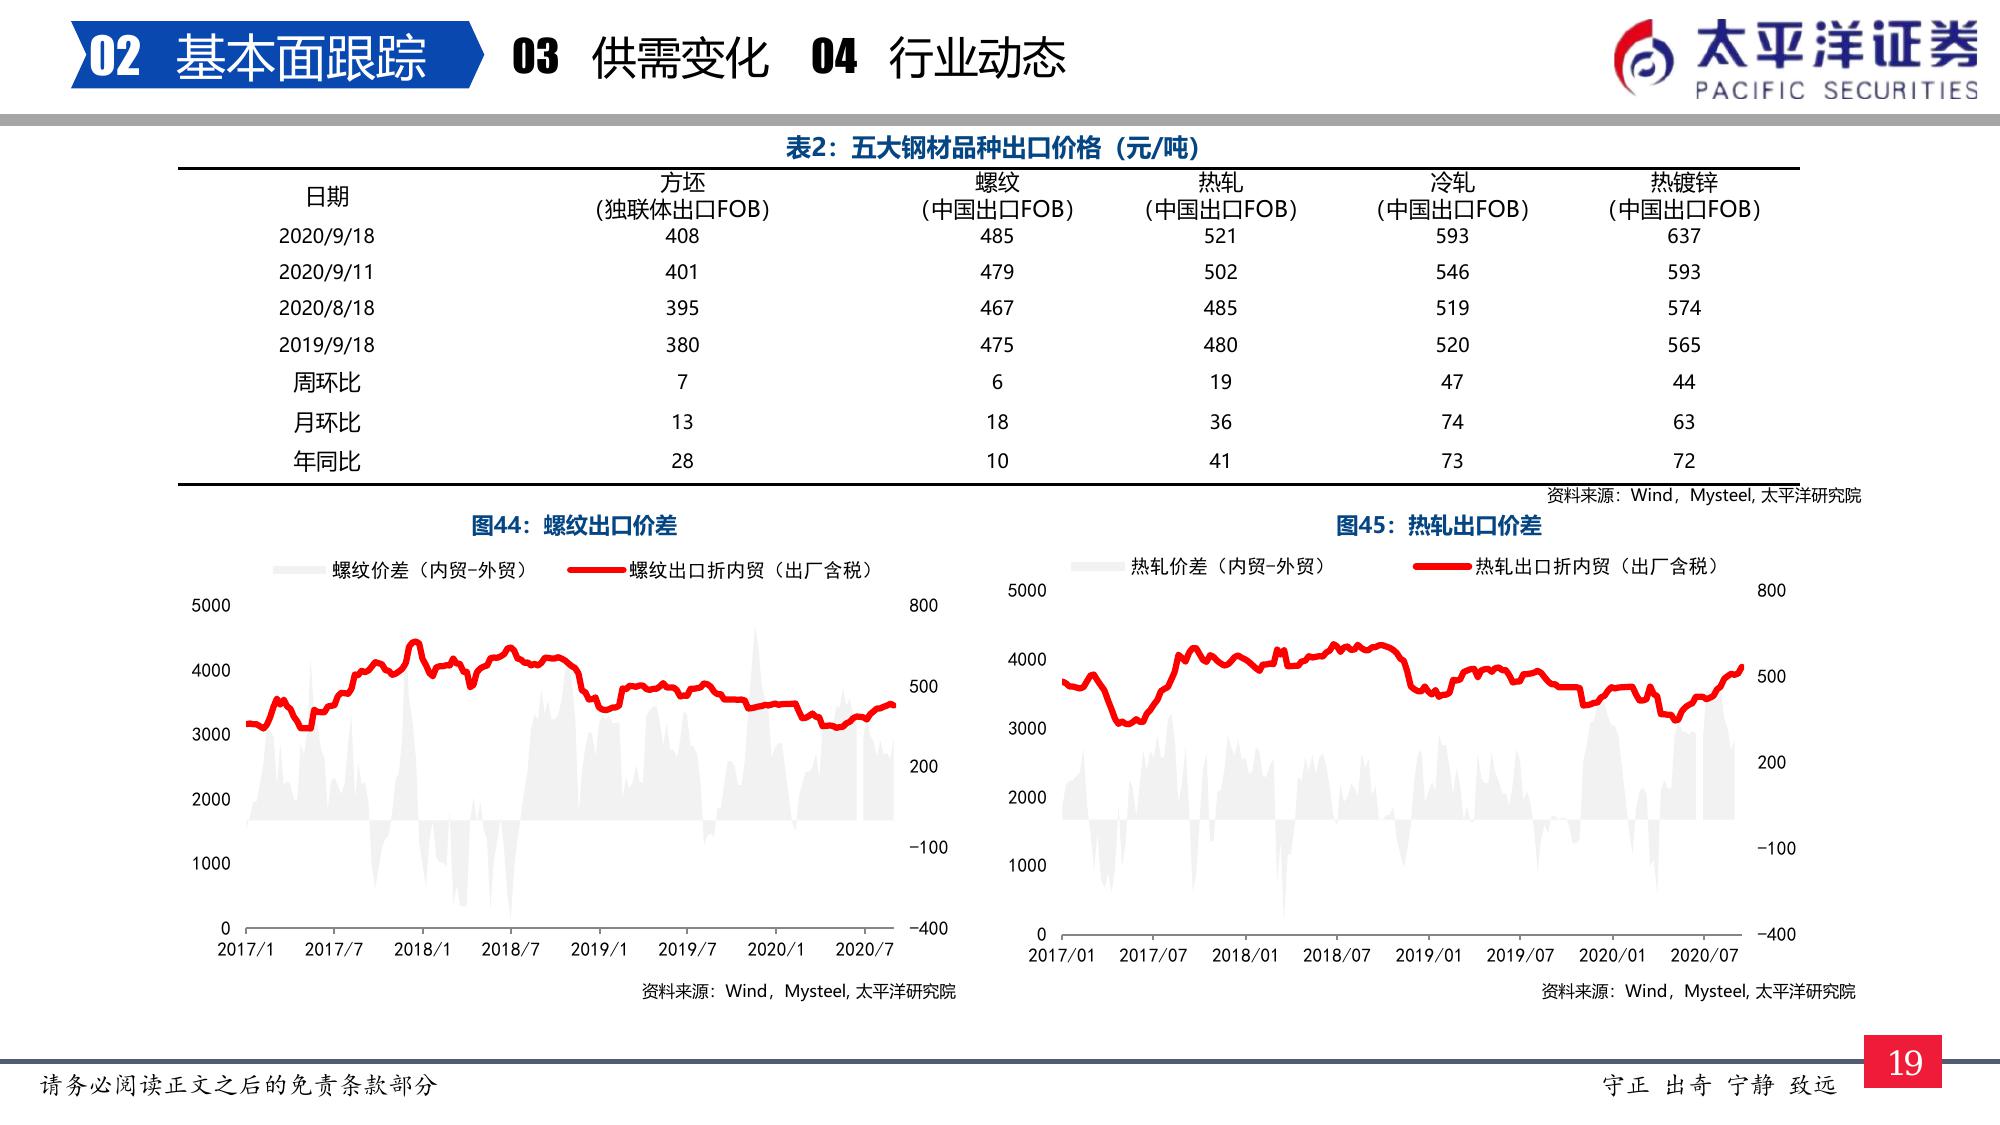 02 基本面跟踪 03 供需变化 04 行业动态
太平洋证券
PACIFIC SECURITIES
表2：五大钢材品种出口价格（元/吨）
日期 方坯（独联体出口FOB） 螺纹（中国出口FOB） 热轧（中国出口FOB） 冷轧（中国出口FOB） 热镀锌（中国出口FOB）
2020/9/18 408 485 521 593 637
2020/9/11 401 479 502 546 593
2020/8/18 395 467 485 519 574
2019/9/18 380 475 480 520 565
周环比 7 6 19 47 44
月环比 13 18 36 74 63
年同比 28 10 41 73 72
资料来源：Wind，Mysteel, 太平洋研究院
图44：螺纹出口价差
螺纹价差（内贸-外贸） 螺纹出口折内贸（出厂含税）
5000 800
4000 500
3000
200
2000
-100
1000
0 -400
2017/1 2017/7 2018/1 2018/7 2019/1 2019/7 2020/1 2020/7
资料来源：Wind，Mysteel, 太平洋研究院
图45：热轧出口价差
热轧价差（内贸-外贸） 热轧出口折内贸（出厂含税）
5000 800
4000 500
3000
200
2000
-100
1000
0 -400
2017/01 2017/07 2018/01 2018/07 2019/01 2019/07 2020/01 2020/07
资料来源：Wind，Mysteel, 太平洋研究院
请务必阅读正文之后的免责条款部分
守正 出奇 宁静 致远
19